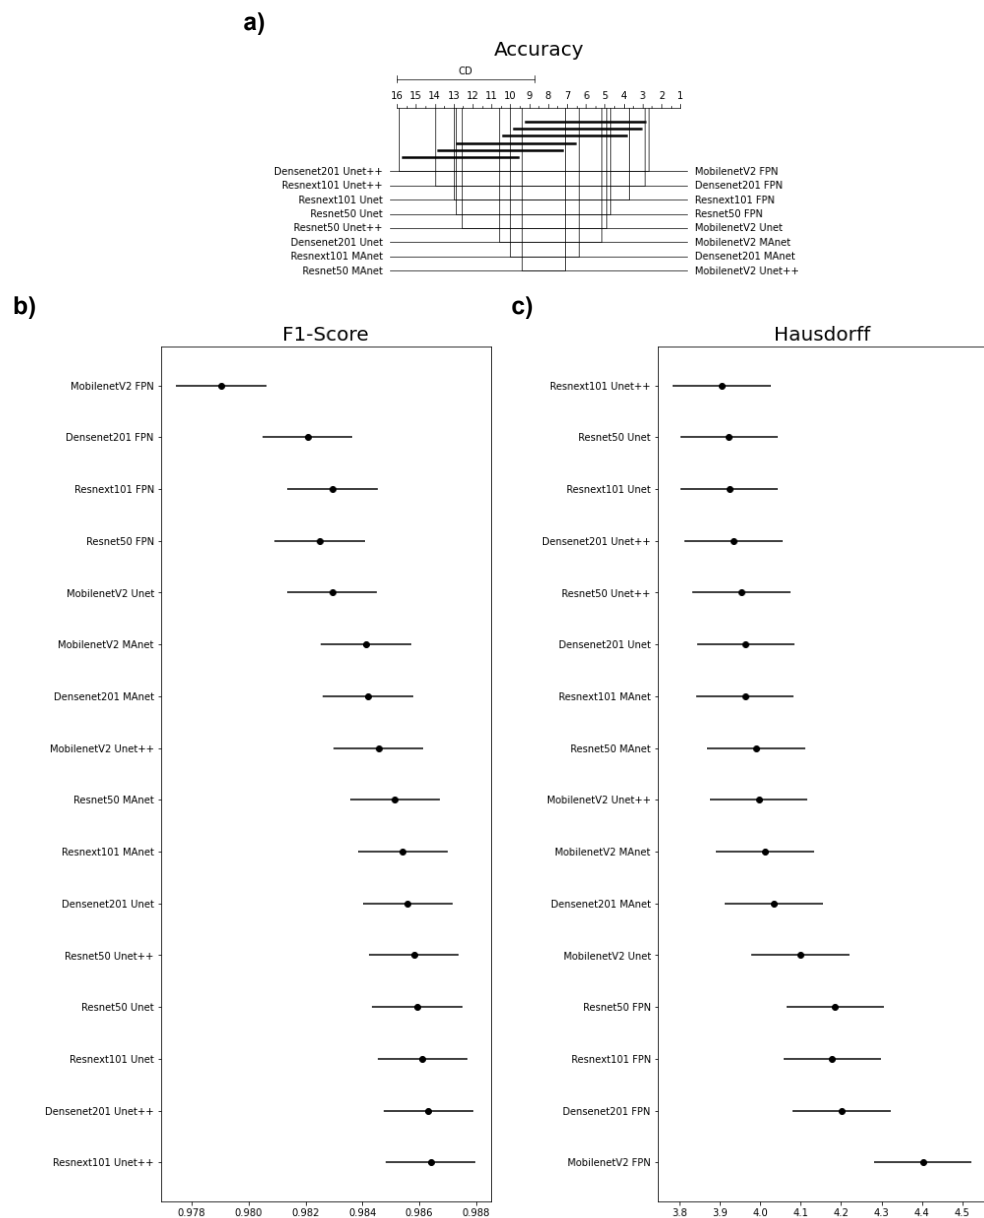 a)
Accuracy
CD
16 15 14 13 12 11 10 9 8 7 6 5 4 3 2 1
Densenet201 Unet++ MobilenetV2 FPN
Resnext101 Unet++ Densenet201 FPN
Resnext101 Unet Resnext101 FPN
Resnet50 Unet Resnet50 FPN
Resnet50 Unet++ MobilenetV2 Unet
Densenet201 Unet MobilenetV2 MAnet
Resnext101 MAnet Densenet201 MAnet
Resnet50 MAnet MobilenetV2 Unet++
b)
F1-Score
MobilenetV2 FPN
Densenet201 FPN
Resnext101 FPN
Resnet50 FPN
MobilenetV2 Unet
MobilenetV2 MAnet
Densenet201 MAnet
MobilenetV2 Unet++
Resnet50 MAnet
Resnext101 MAnet
Densenet201 Unet
Resnet50 Unet++
Resnet50 Unet
Resnext101 Unet
Densenet201 Unet++
Resnext101 Unet++
0.978 0.980 0.982 0.984 0.986 0.988
c)
Hausdorff
Resnext101 Unet++
Resnet50 Unet
Resnext101 Unet
Densenet201 Unet++
Resnet50 Unet++
Densenet201 Unet
Resnext101 MAnet
Resnet50 MAnet
MobilenetV2 Unet++
MobilenetV2 MAnet
Densenet201 MAnet
MobilenetV2 Unet
Resnet50 FPN
Resnext101 FPN
Densenet201 FPN
MobilenetV2 FPN
3.8 3.9 4.0 4.1 4.2 4.3 4.4 4.5